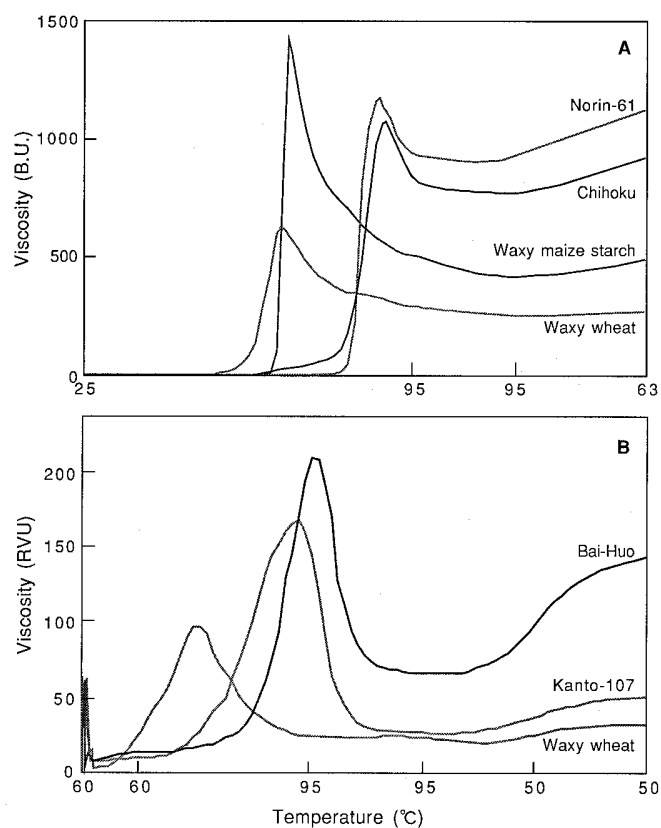 1500
A
1000
500
0
Viscosity (B.U.)
Norin-61
Chihoku
Waxy maize starch
Waxy wheat
25
95
95
63
B
200
150
100
50
0
Viscosity (RVU)
Bai-Huo
Kanto-107
Waxy wheat
60
60
95
95
50
50
Temperature (℃)